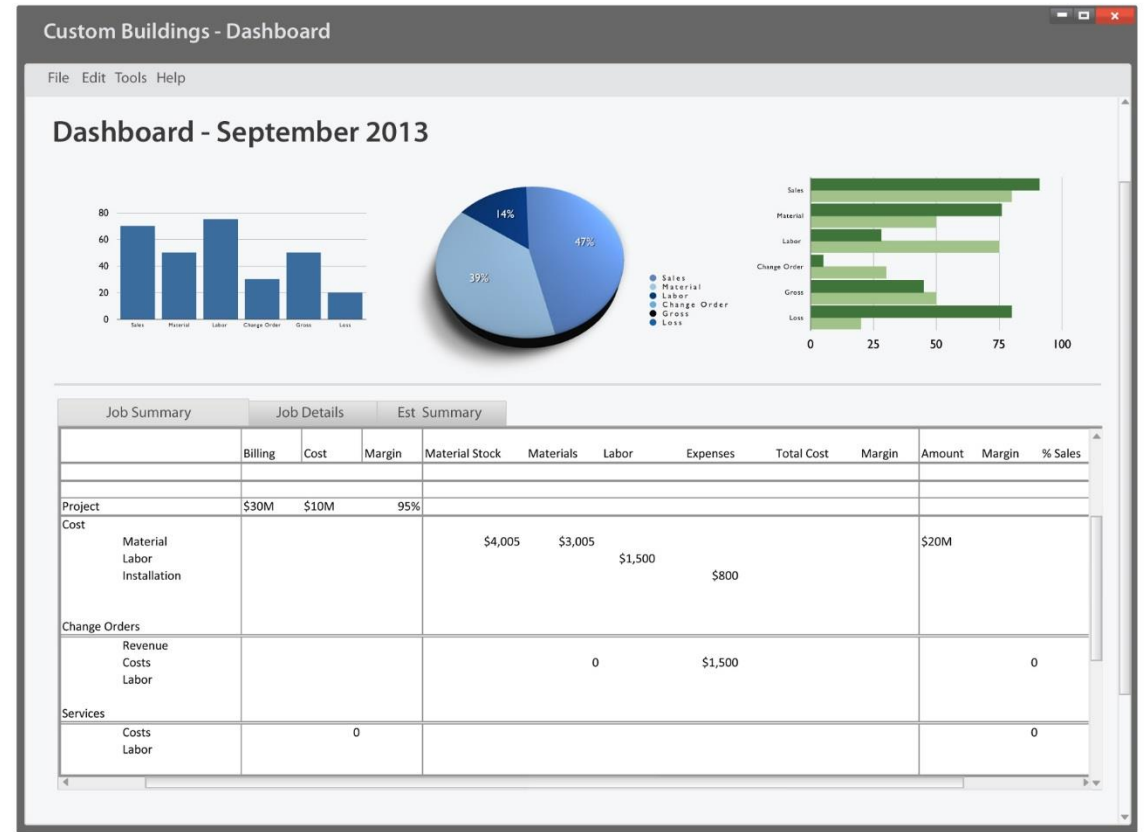 Custom Buildings - Dashboard
File Edit Tools Help
Dashboard - September 2013
80
60
40
20
0
Sales Material Labor Change Order Gross Loss
14%
47%
39%
Sales
Material
Labor
Change Order
Gross
Loss
Sales
Material
Labor
Change Order
Gross
Loss
0 25 50 75 100
Job Summary Job Details Est Summary
Billing Cost Margin Material Stock Materials Labor Expenses Total Cost Margin Amount Margin % Sales
Project $30M $10M 95%
Cost
Material $4,005 $3,005 $20M
Labor $1,500
Installation $800
Change Orders
Revenue
Costs 0 $1,500 0
Labor
Services
Costs 0 0
Labor